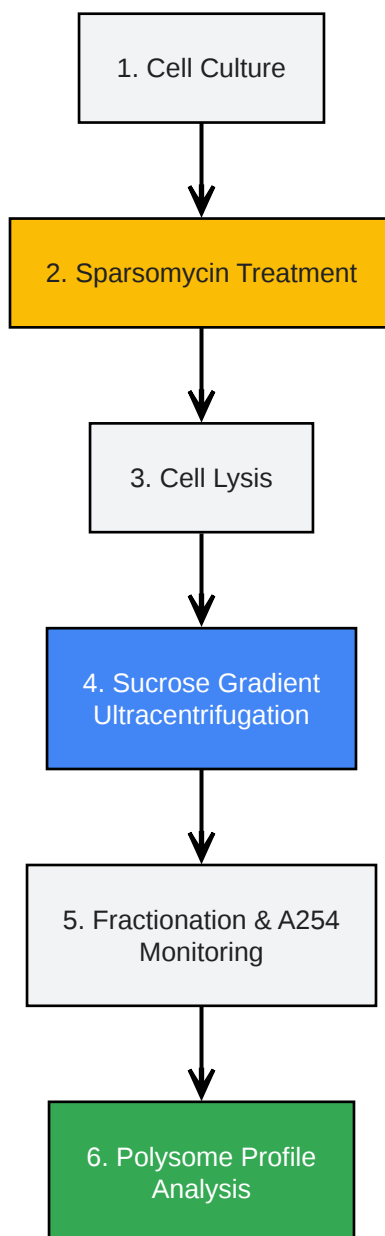 1. Cell Culture
2. Sparsomycin Treatment
3. Cell Lysis
4. Sucrose Gradient
Ultracentrifugation
5. Fractionation & A254
Monitoring
6. Polysome Profile
Analysis